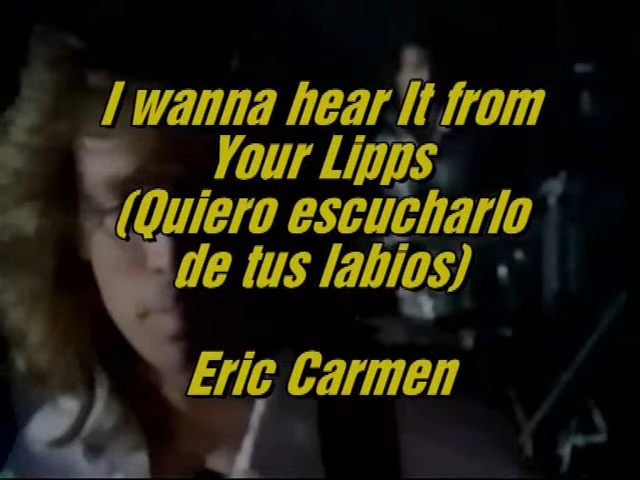 I wanna hear It from
Your Lipps
(Quiero escucharlo
de tus labios)
Eric Carmen